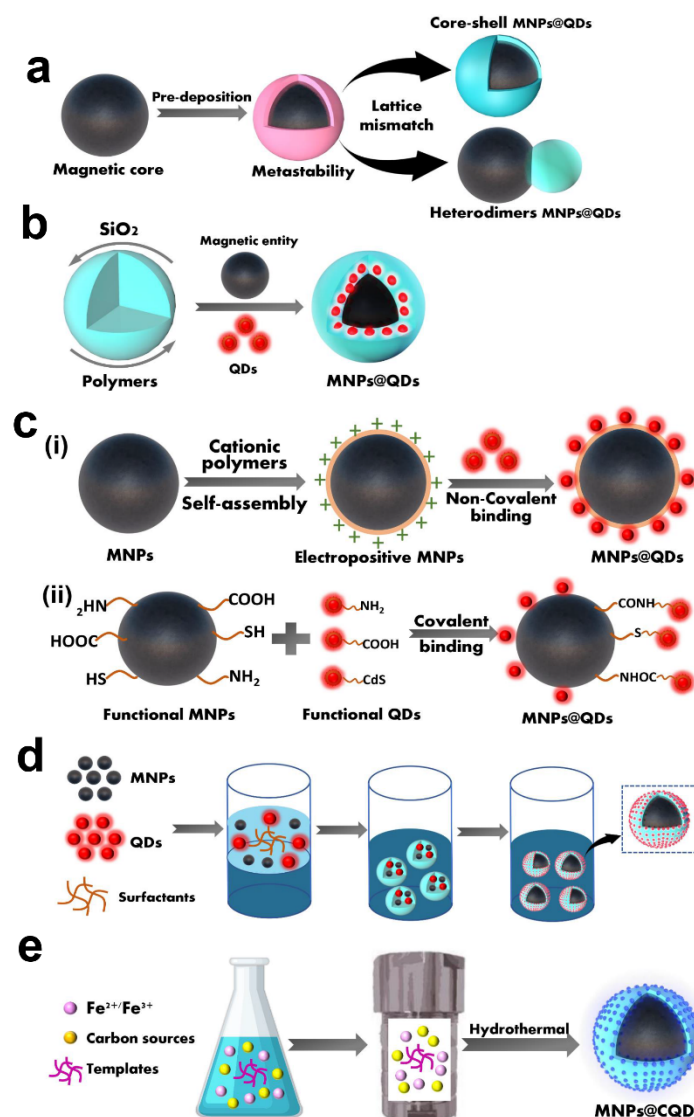 a
Core-shell MNPs@QDs
Pre-deposition
Lattice
mismatch
Magnetic core
Metastability
Heterodimers MNPs@QDs
b
SiO2
Magnetic entity
QDs
Polymers
MNPs@QDs
c
(i)
Cationic
polymers
Self-assembly
Non-Covalent
binding
MNPs
Electropositive MNPs
MNPs@QDs
(ii)
2HN
COOH
HOOC
SH
HS
NH2
NH2
COOH
CdS
Covalent
binding
CONH
S
NHOC
Functional MNPs
Functional QDs
MNPs@QDs
d
MNPs
QDs
Surfactants
e
Fe2+/Fe3+
Carbon sources
Templates
Hydrothermal
MNPs@CQD